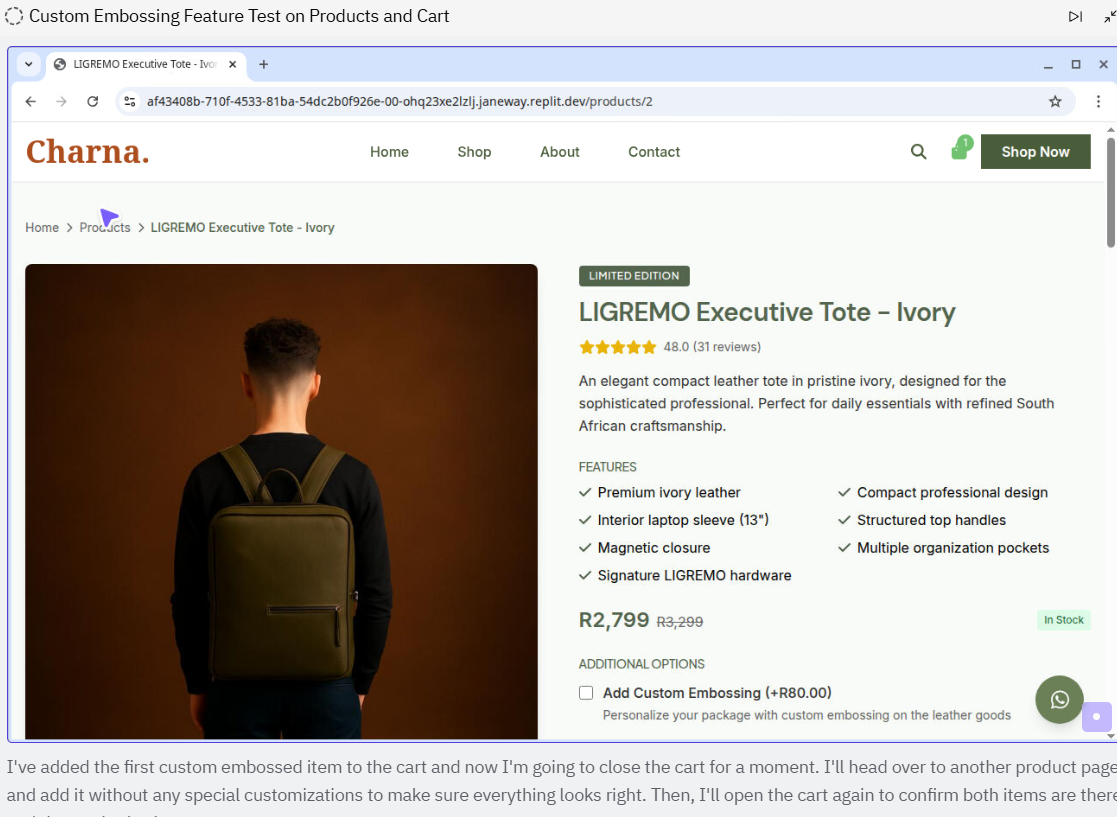 Custom Embossing Feature Test on Products and Cart
LIGREMO Executive Tote - Ivor
af43408b-710f-4533-81ba-54dc2b0f926e-00-ohq23xe2lzlj.janeway.replit.dev/products/2
Charna. Home Shop About Contact 1 Shop Now
Home > Products > LIGREMO Executive Tote - Ivory
LIMITED EDITION
LIGREMO Executive Tote - Ivory
48.0 (31 reviews)
An elegant compact leather tote in pristine ivory, designed for the
sophisticated professional. Perfect for daily essentials with refined South
African craftsmanship.
FEATURES
Premium ivory leather Compact professional design
Interior laptop sleeve (13") Structured top handles
Magnetic closure Multiple organization pockets
Signature LIGREMO hardware
R2,799 R3,299 In Stock
ADDITIONAL OPTIONS
Add Custom Embossing (+R80.00)
Personalize your package with custom embossing on the leather goods
I've added the first custom embossed item to the cart and now I'm going to close the cart for a moment. I'll head over to another product page
and add it without any special customizations to make sure everything looks right. Then, I'll open the cart again to confirm both items are there